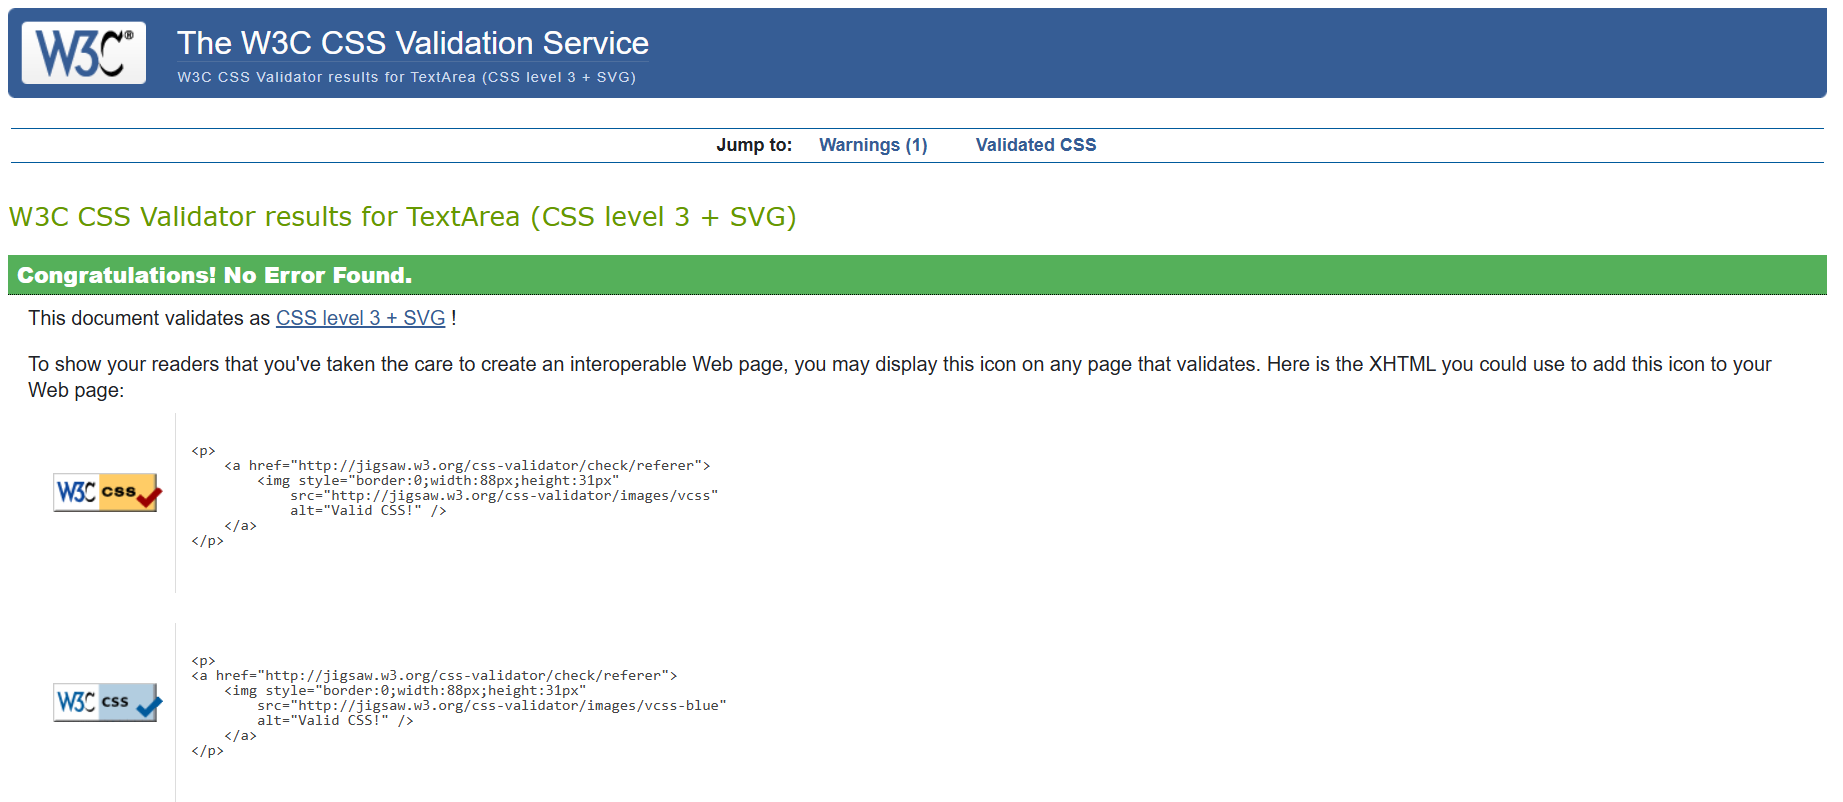 W3C®
The W3C CSS Validation Service
W3C CSS Validator results for TextArea (CSS level 3 + SVG)
Jump to: Warnings (1) Validated CSS
W3C CSS Validator results for TextArea (CSS level 3 + SVG)
Congratulations! No Error Found.
This document validates as CSS level 3 + SVG !
To show your readers that you've taken the care to create an interoperable Web page, you may display this icon on any page that validates. Here is the XHTML you could use to add this icon to your
Web page:
W3C css
<p>
    <a href="http://jigsaw.w3.org/css-validator/check/referer">
        <img style="border:0;width:88px;height:31px"
            src="http://jigsaw.w3.org/css-validator/images/vcss"
            alt="Valid CSS!" />
    </a>
</p>
W3C css
<p>
<a href="http://jigsaw.w3.org/css-validator/check/referer">
    <img style="border:0;width:88px;height:31px"
        src="http://jigsaw.w3.org/css-validator/images/vcss-blue"
        alt="Valid CSS!" />
    </a>
</p>